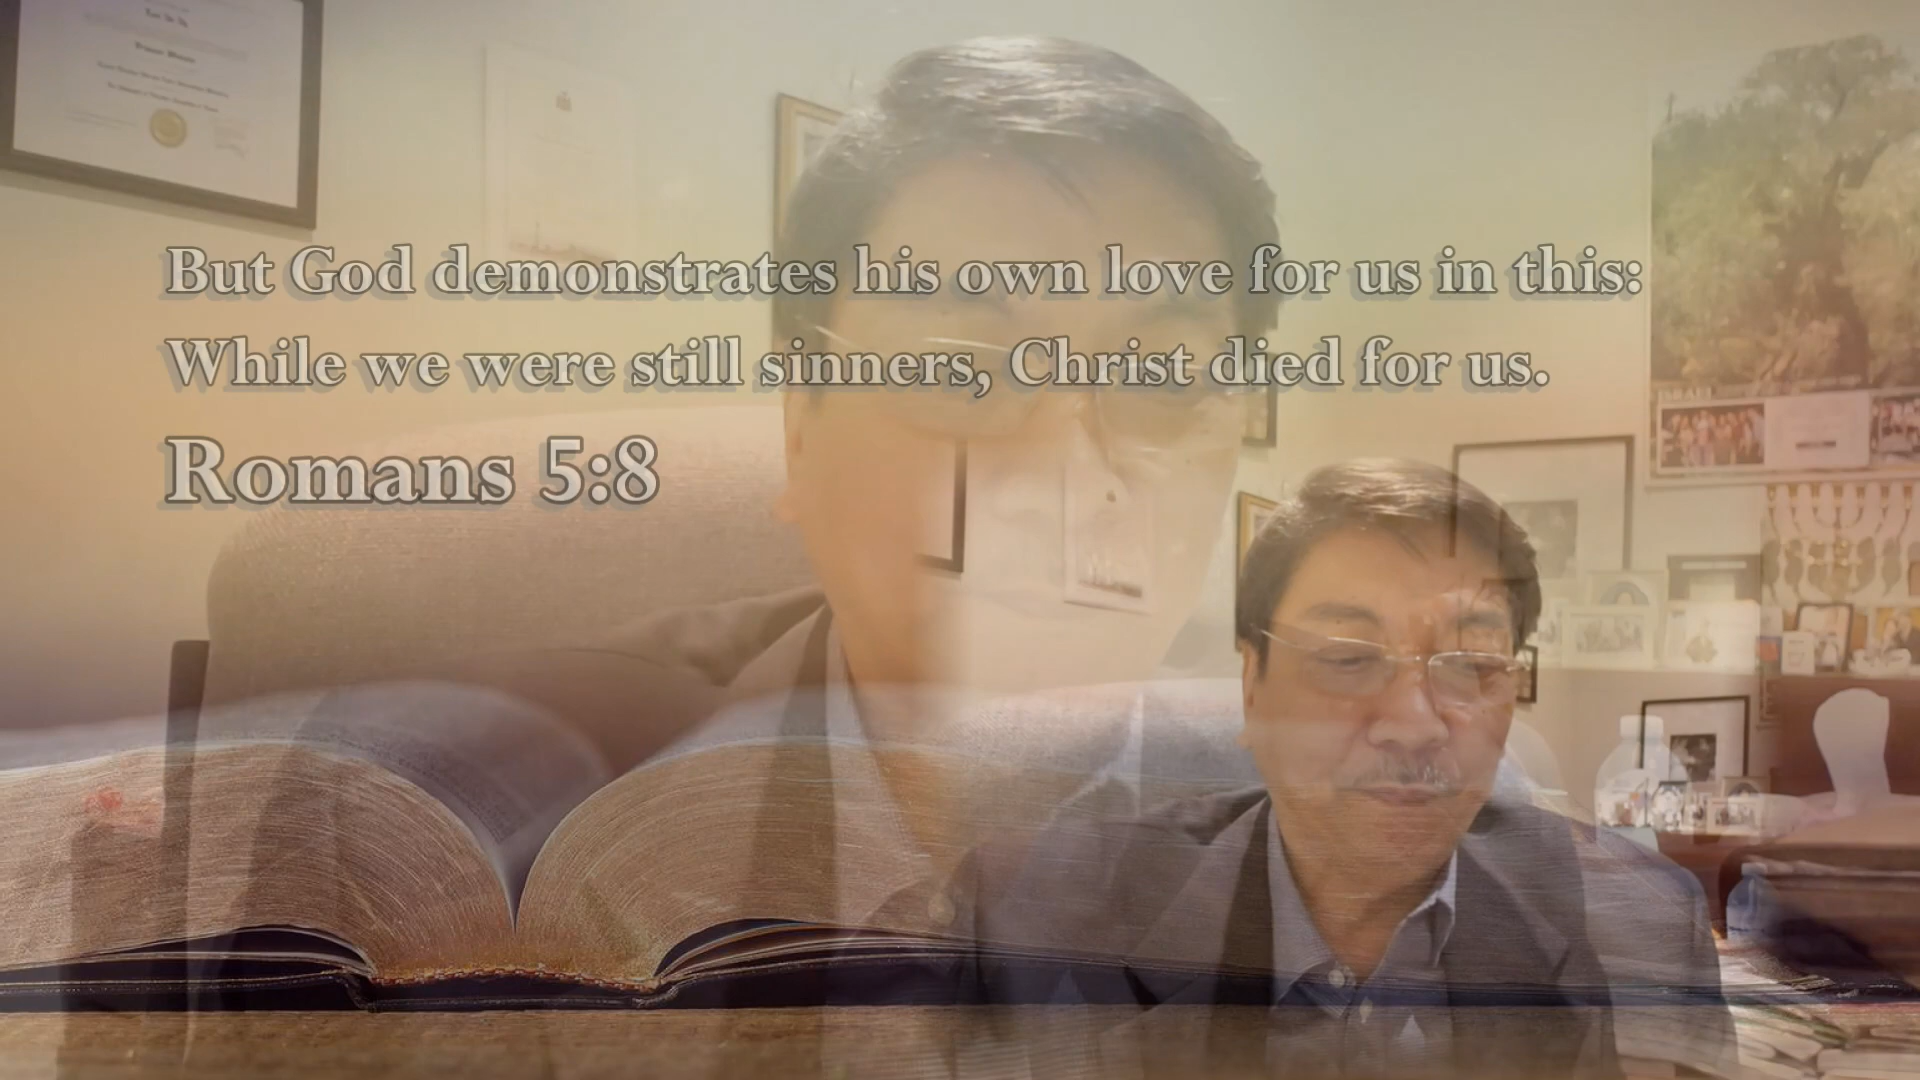 But God demonstrates his own love for us in this:
While we were still sinners, Christ died for us.
Romans 5:8
ISRAEL